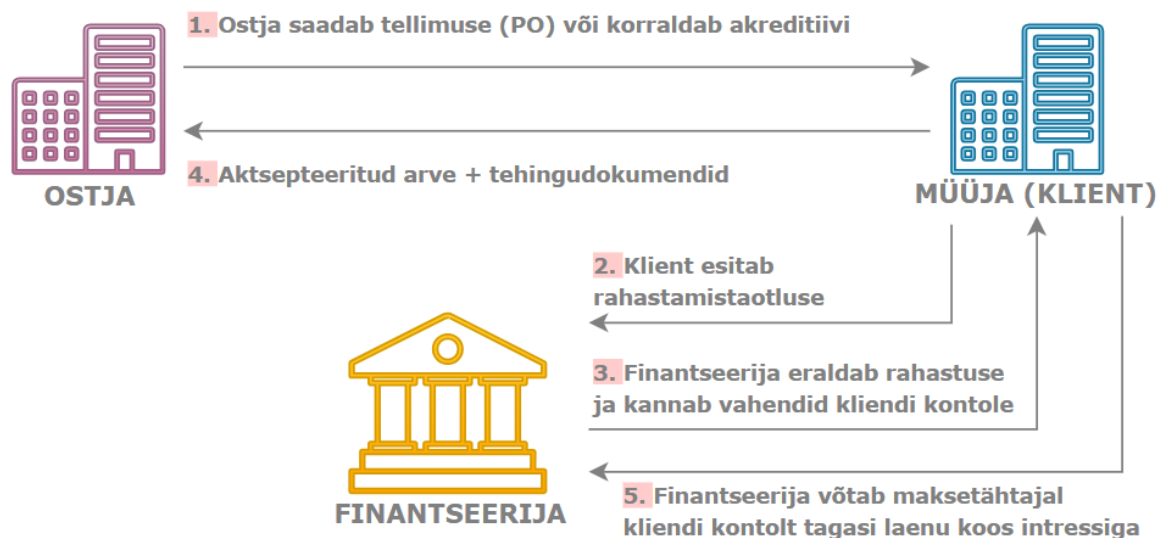 1. Ostja saadab tellimuse (PO) või korraldab akreditiivi
4. Aktsepteeritud arve + tehingudokumendid
OSTJA
MÜÜJA (KLIENT)
2. Klient esitab
rahastamistaotluse
3. Finantseerija eraldab rahastuse
ja kannab vahendid kliendi kontole
FINANTSEERIJA
5. Finantseerija võtab maksetähtajal
kliendi kontolt tagasi laenu koos intressiga